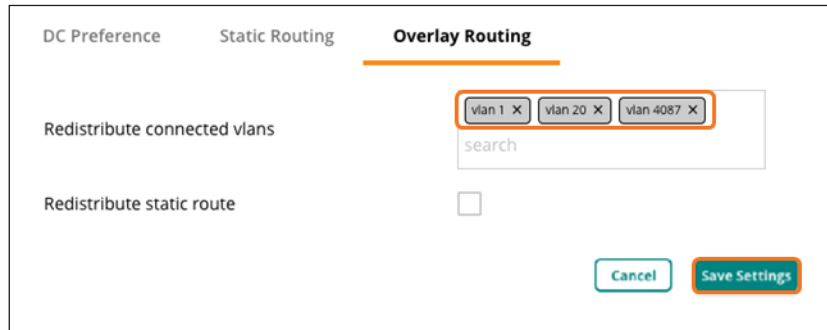 DC Preference Static Routing Overlay Routing
Redistribute connected vlans
vlan 1 × vlan 20 × vlan 4087 ×
search
Redistribute static route
Cancel Save Settings